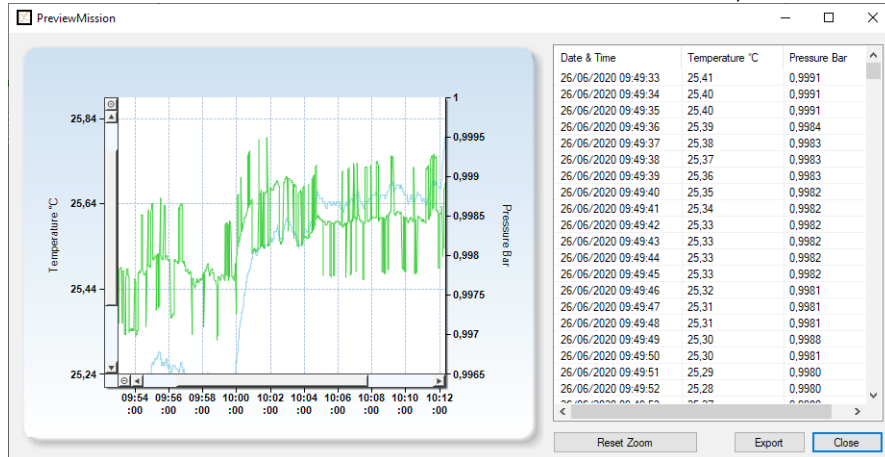 PreviewMission
25,84
25,64
25,44
25,24
Temperature °C
1
0,9995
0,999
0,9985
0,998
0,9975
0,997
0,9965
Pressure Bar
09:54 09:56 09:58 10:00 10:02 10:04 10:06 10:08 10:10 10:12
:00 :00 :00 :00 :00 :00 :00 :00 :00 :00
Date & Time Temperature °C Pressure Bar
26/06/2020 09:49:33 25,41 0,9991
26/06/2020 09:49:34 25,40 0,9991
26/06/2020 09:49:35 25,40 0,9991
26/06/2020 09:49:36 25,39 0,9984
26/06/2020 09:49:37 25,38 0,9983
26/06/2020 09:49:38 25,37 0,9983
26/06/2020 09:49:39 25,36 0,9983
26/06/2020 09:49:40 25,35 0,9982
26/06/2020 09:49:41 25,34 0,9982
26/06/2020 09:49:42 25,33 0,9982
26/06/2020 09:49:43 25,33 0,9982
26/06/2020 09:49:44 25,33 0,9982
26/06/2020 09:49:45 25,33 0,9982
26/06/2020 09:49:46 25,32 0,9981
26/06/2020 09:49:47 25,31 0,9981
26/06/2020 09:49:48 25,31 0,9981
26/06/2020 09:49:49 25,30 0,9988
26/06/2020 09:49:50 25,30 0,9981
26/06/2020 09:49:51 25,29 0,9980
26/06/2020 09:49:52 25,28 0,9980
Reset Zoom Export Close